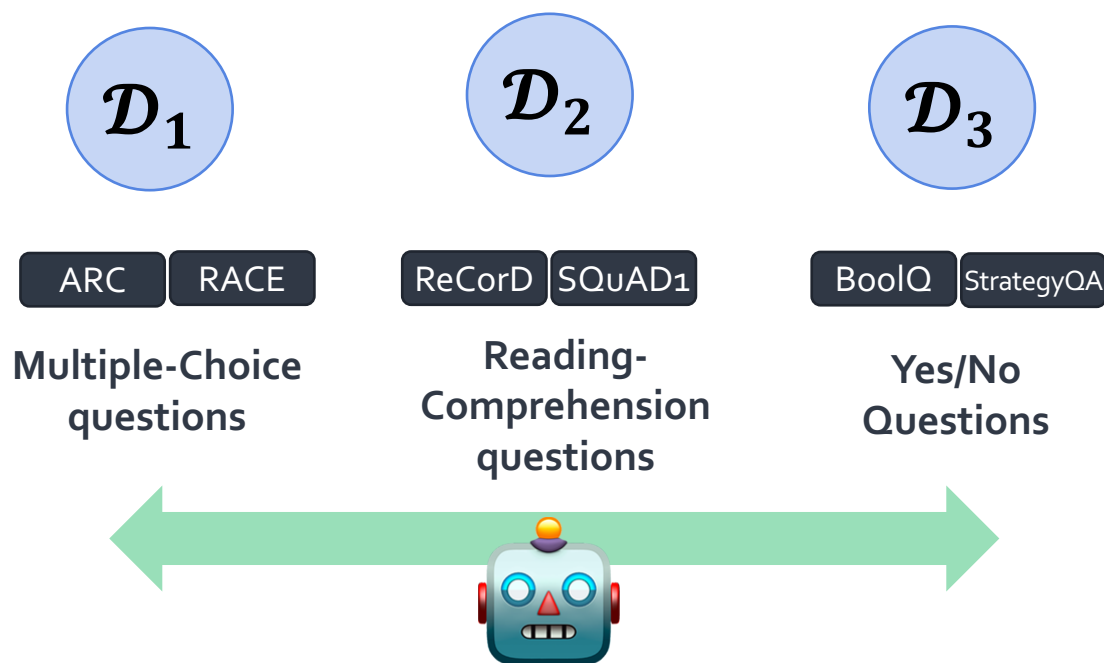 𝒟₁ 𝒟₂ 𝒟₃
ARC RACE ReCorD SQuAD1 BoolQ StrategyQA
Multiple-Choice
questions
Reading-
Comprehension
questions
Yes/No
Questions